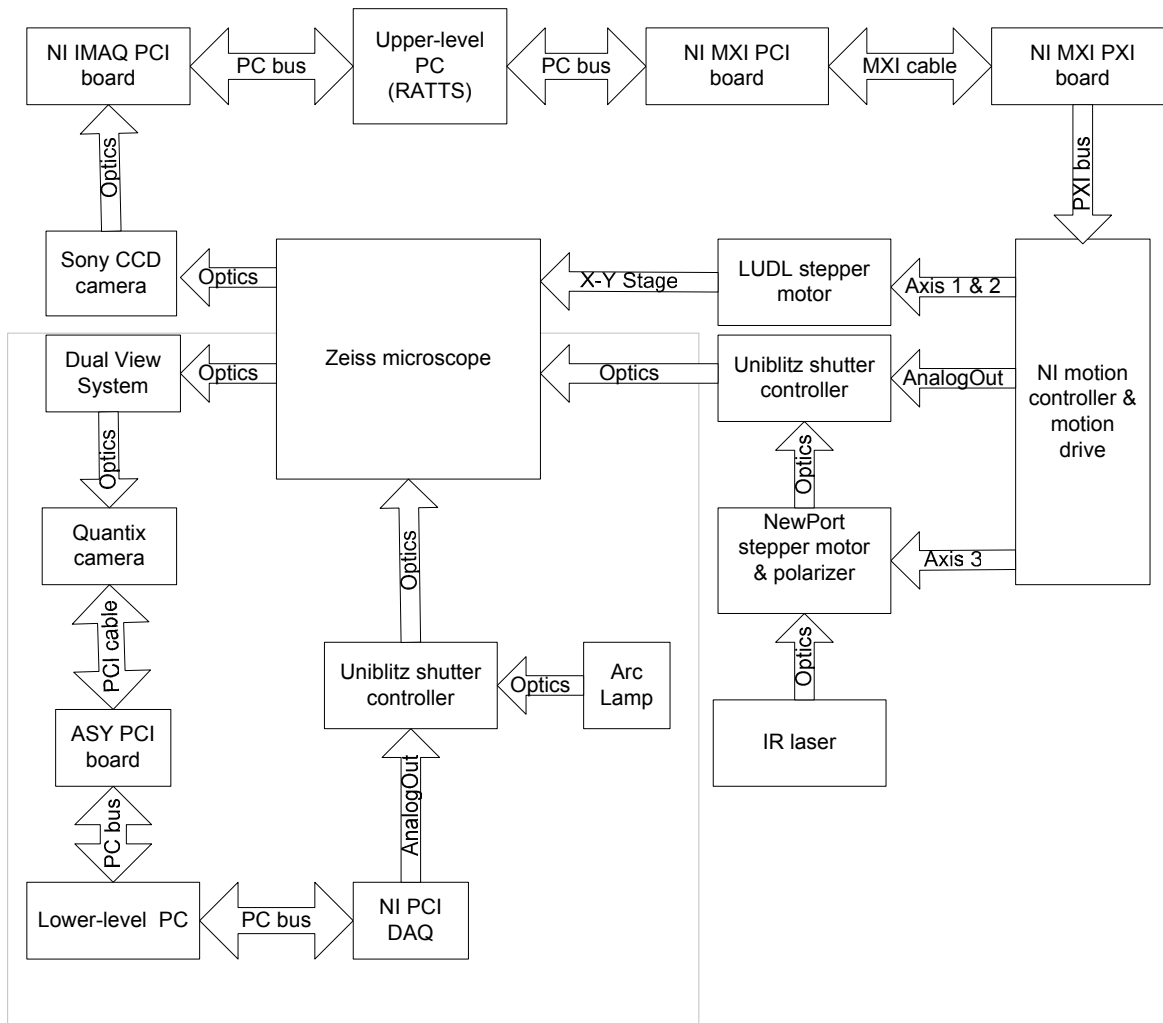 NI IMAQ PCI
board
PC bus
Upper-level
PC
(RATTS)
PC bus
NI MXI PCI
board
MXI cable
NI MXI PXI
board
Optics
PXI bus
Sony CCD
camera
Optics
Zeiss microscope
X-Y Stage
LUDL stepper
motor
Axis 1 & 2
NI motion
controller &
motion
drive
Dual View
System
Optics
Optics
Uniblitz shutter
controller
AnalogOut
Optics
Optics
Quantix
camera
NewPort
stepper motor
& polarizer
Axis 3
Optics
PCI cable
Optics
Uniblitz shutter
controller
Optics
Arc
Lamp
ASY PCI
board
IR laser
PC bus
AnalogOut
Lower-level  PC
PC bus
NI PCI
DAQ